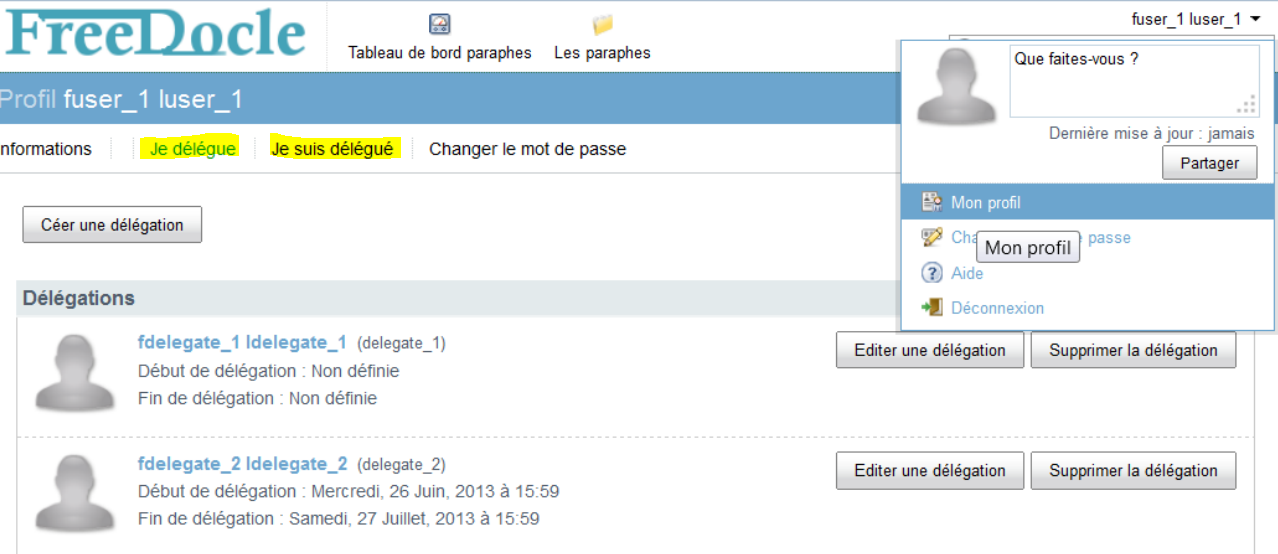 FreeDocle
Tableau de bord paraphes
Les paraphes
fuser_1 luser_1
Que faites-vous ?
Dernière mise à jour : jamais
Partager
Mon profil
Mon profil
passe
Aide
Déconnexion
Profil fuser_1 luser_1
nformations
Je délégue
Je suis délégué
Changer le mot de passe
Céer une délégation
Délégations
fdelegate_1 ldelegate_1 (delegate_1)
Début de délégation : Non définie
Fin de délégation : Non définie
Editer une délégation
Supprimer la délégation
fdelegate_2 ldelegate_2 (delegate_2)
Début de délégation : Mercredi, 26 Juin, 2013 à 15:59
Fin de délégation : Samedi, 27 Juillet, 2013 à 15:59
Editer une délégation
Supprimer la délégation